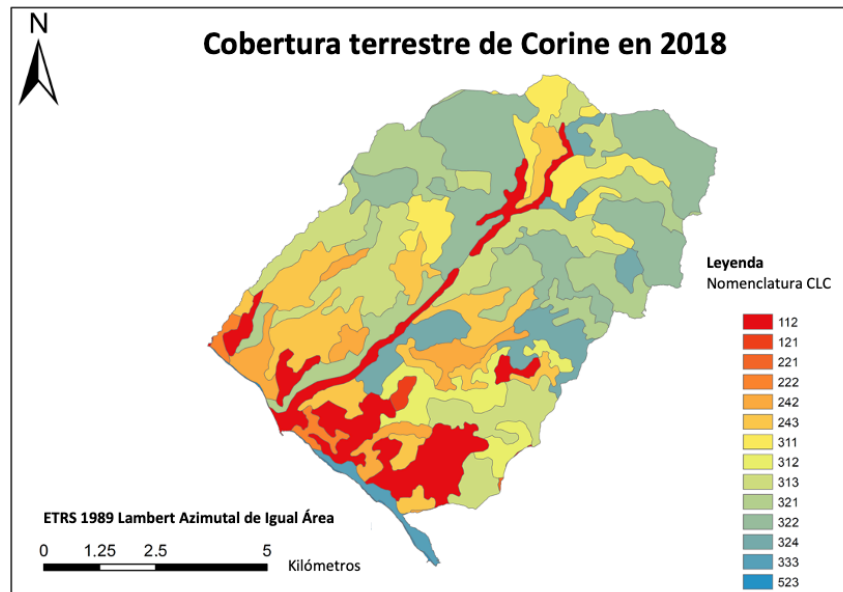 N
Cobertura terrestre de Corine en 2018
Leyenda
Nomenclatura CLC
112
121
221
222
242
243
311
312
313
321
322
324
333
523
ETRS 1989 Lambert Azimutal de Igual Área
0 1.25 2.5 5
Kilómetros